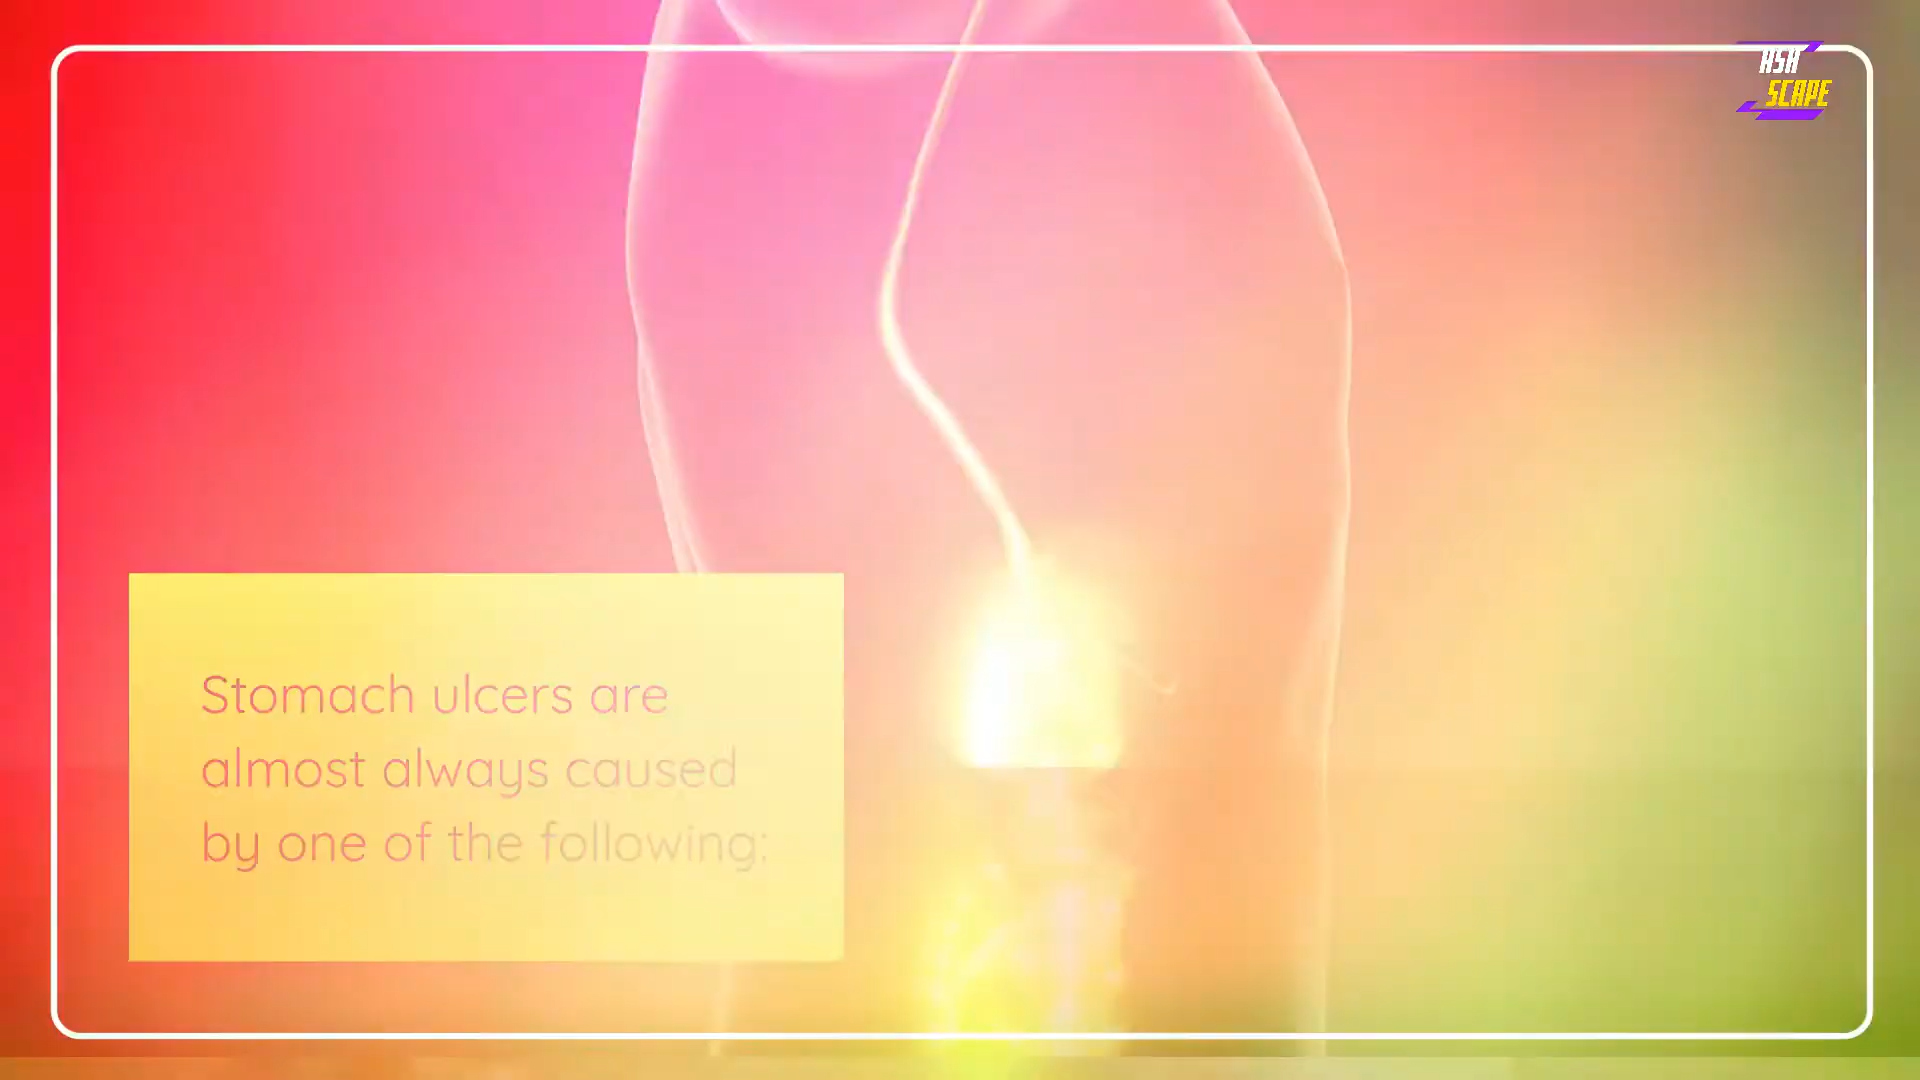 ASK
SCAPE
Stomach ulcers are
almost always caused
by one of the following: